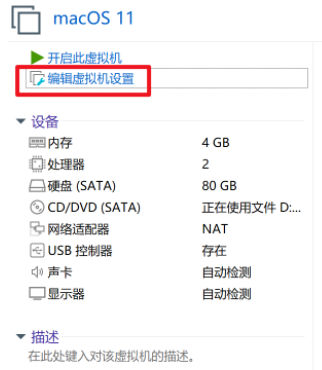 macOS 11
开启此虚拟机
编辑虚拟机设置
设备
内存 4 GB
处理器 2
硬盘 (SATA) 80 GB
CD/DVD (SATA) 正在使用文件 D:...
网络适配器 NAT
USB 控制器 存在
声卡 自动检测
显示器 自动检测
描述
在此处键入对该虚拟机的描述。